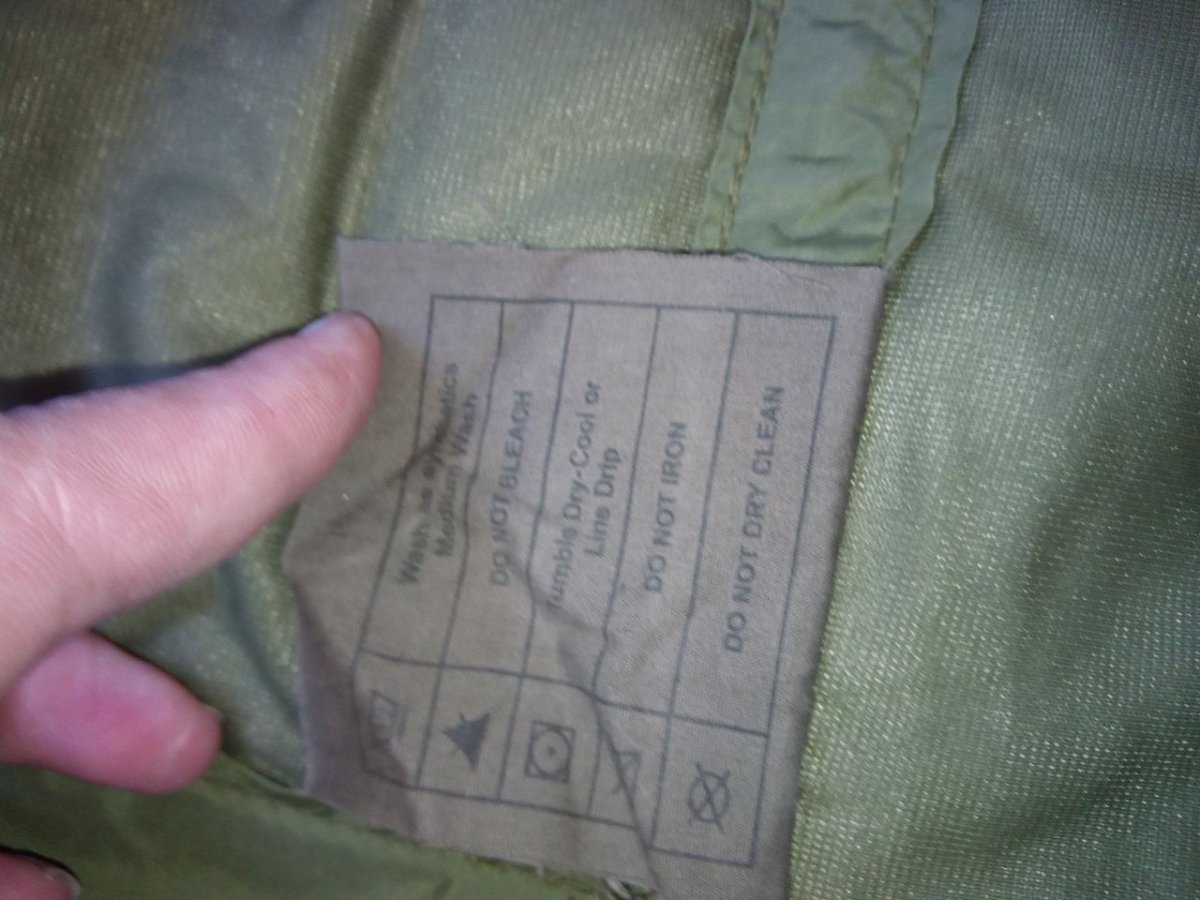 Wash as synthetics
Medium Wash
DO NOT BLEACH
Tumble Dry-Cool or
Line Drip
DO NOT IRON
DO NOT DRY CLEAN